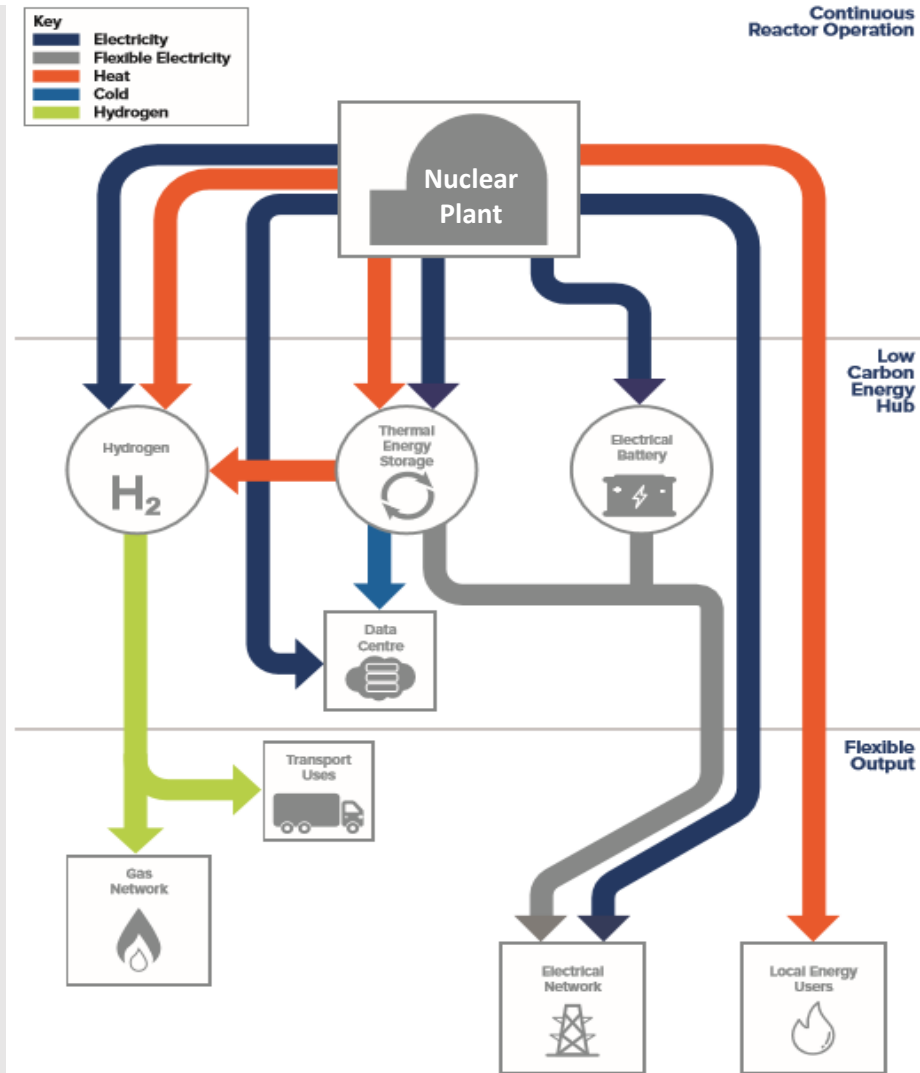 Key
Electricity
Flexible Electricity
Heat
Cold
Hydrogen
Continuous
Reactor Operation
Nuclear
Plant
Low
Carbon
Energy
Hub
Hydrogen
H₂
Thermal
Energy
Storage
Electrical
Battery
Data
Centre
Flexible
Output
Transport
Uses
Gas
Network
Electrical
Network
Local Energy
Users